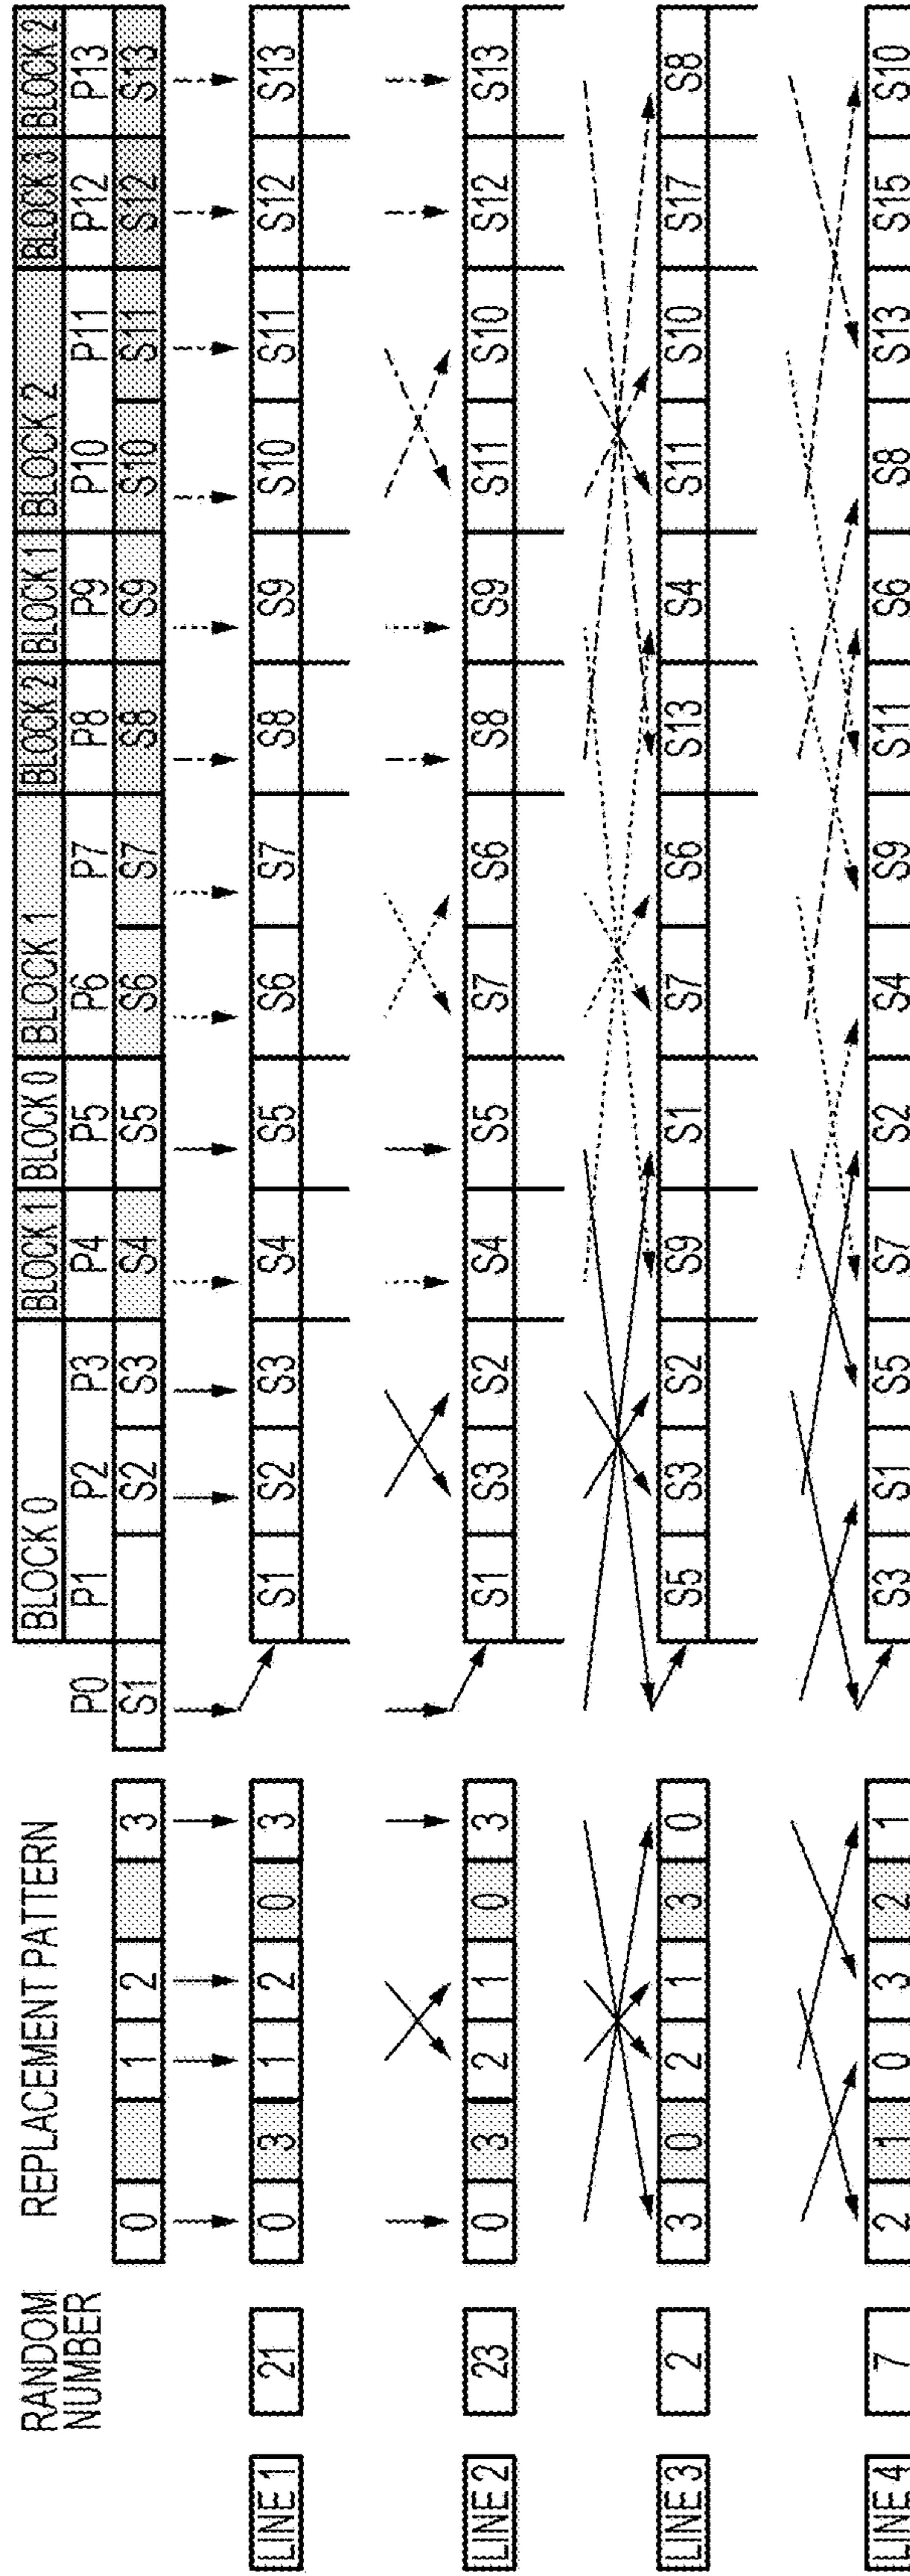 RANDOM NUMBER REPLACEMENT PATTERN
BLOCK 0 BLOCK 1 BLOCK 0 BLOCK 1 BLOCK2 BLOCK 1 BLOCK 2 BLOCK 3 BLOCK 2
P0 P1 P2 P3 P4 P5 P6 P7 P8 P9 P10 P11 P12 P13
0 1 2 3 S1 S2 S3 S4 S5 S6 S7 S8 S9 S10 S11 S12 S13
LINE 1 21 0 3 1 2 0 3 S1 S2 S3 S4 S5 S6 S7 S8 S9 S10 S11 S12 S13
LINE 2 23 0 3 2 1 0 3 S1 S3 S2 S4 S5 S7 S6 S8 S9 S11 S10 S12 S13
LINE 3 2 3 0 2 1 3 0 S5 S3 S2 S9 S1 S7 S6 S13 S4 S11 S10 S17 S8
LINE 4 7 2 1 0 3 2 1 S3 S1 S5 S7 S2 S4 S9 S11 S6 S8 S13 S15 S10